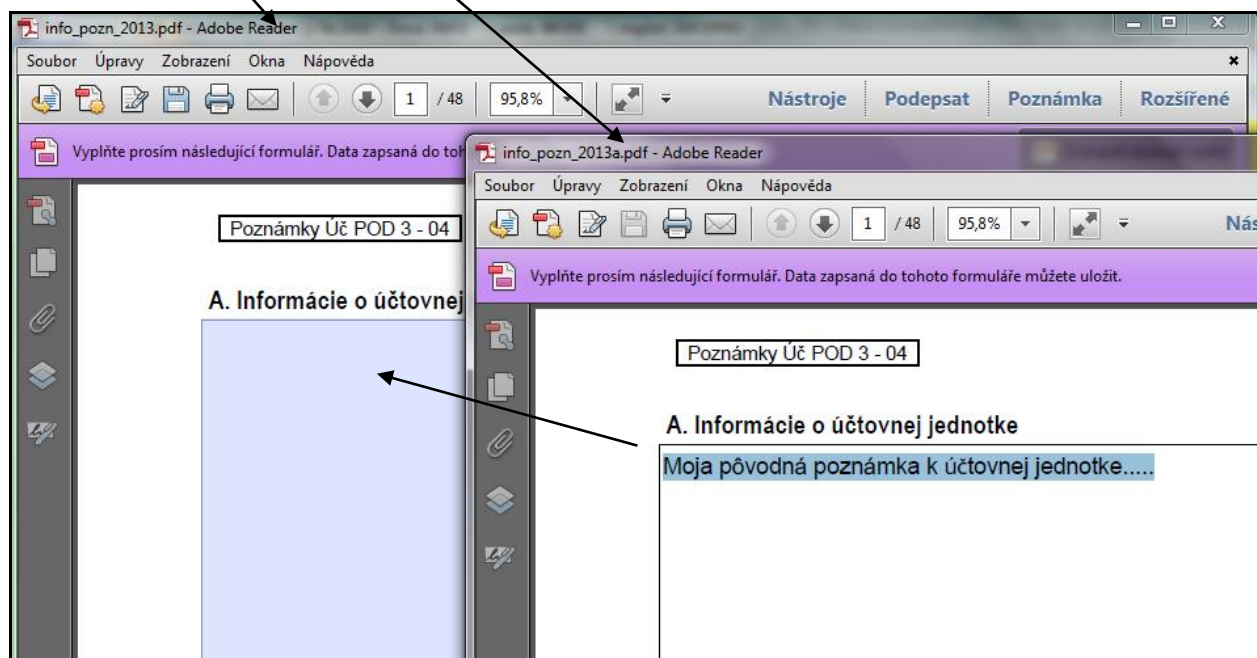 info_pozn_2013.pdf - Adobe Reader
Soubor Úpravy Zobrazení Okna Nápověda
1 / 48 95,8% Nástroje Podepsat Poznámka Rozšířené
Vyplňte prosím následující formulář. Data zapsaná do toh
Poznámky Úč POD 3 - 04
A. Informácie o účtovnej
info_pozn_2013a.pdf - Adobe Reader
Soubor Úpravy Zobrazení Okna Nápověda
1 / 48 95,8% Nás
Vyplňte prosím následující formulář. Data zapsaná do tohoto formuláře můžete uložit.
Poznámky Úč POD 3 - 04
A. Informácie o účtovnej jednotke
Moja pôvodná poznámka k účtovnej jednotke.....